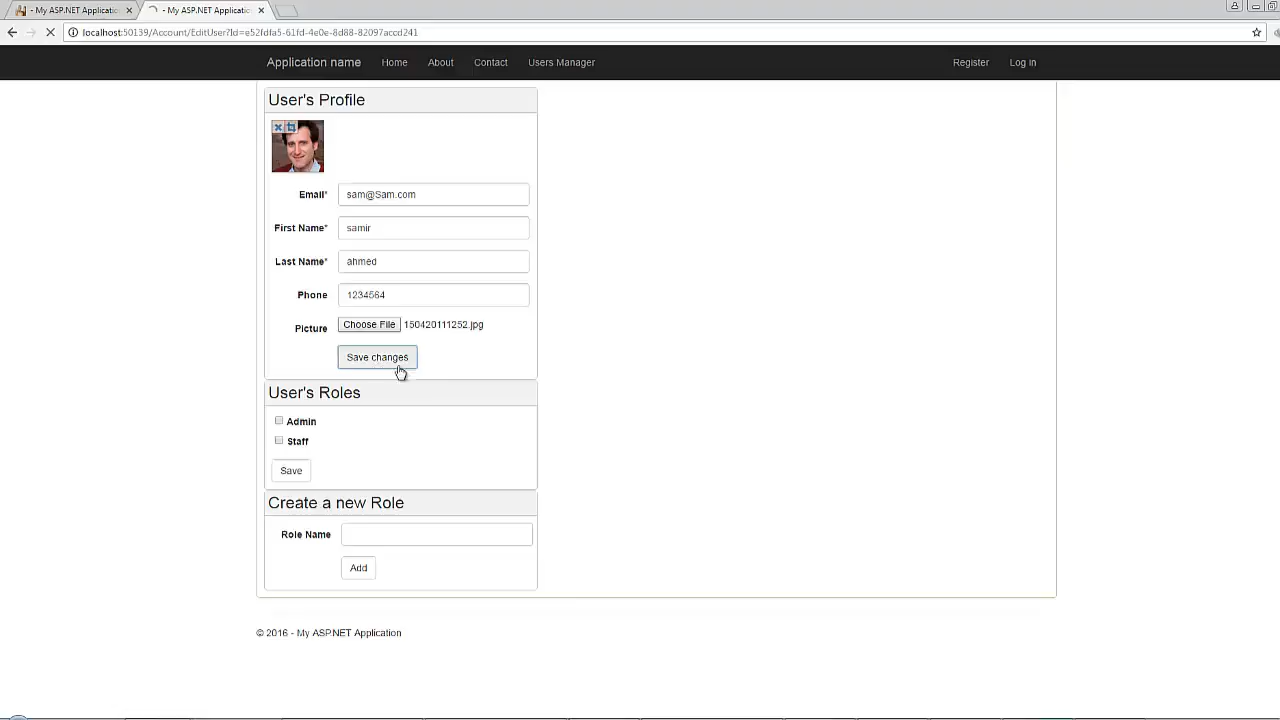 - My ASP.NET Applicatio
- My ASP.NET Applicatio
localhost:50139/Account/EditUser?Id=e52fdfa5-61fd-4e0e-8d88-82097accd241
Application name Home About Contact Users Manager Register Log in
User's Profile
Email* sam@Sam.com
First Name* samir
Last Name* ahmed
Phone 1234564
Picture Choose File 150420111252.jpg
Save changes
User's Roles
Admin
Staff
Save
Create a new Role
Role Name
Add
© 2016 - My ASP.NET Application